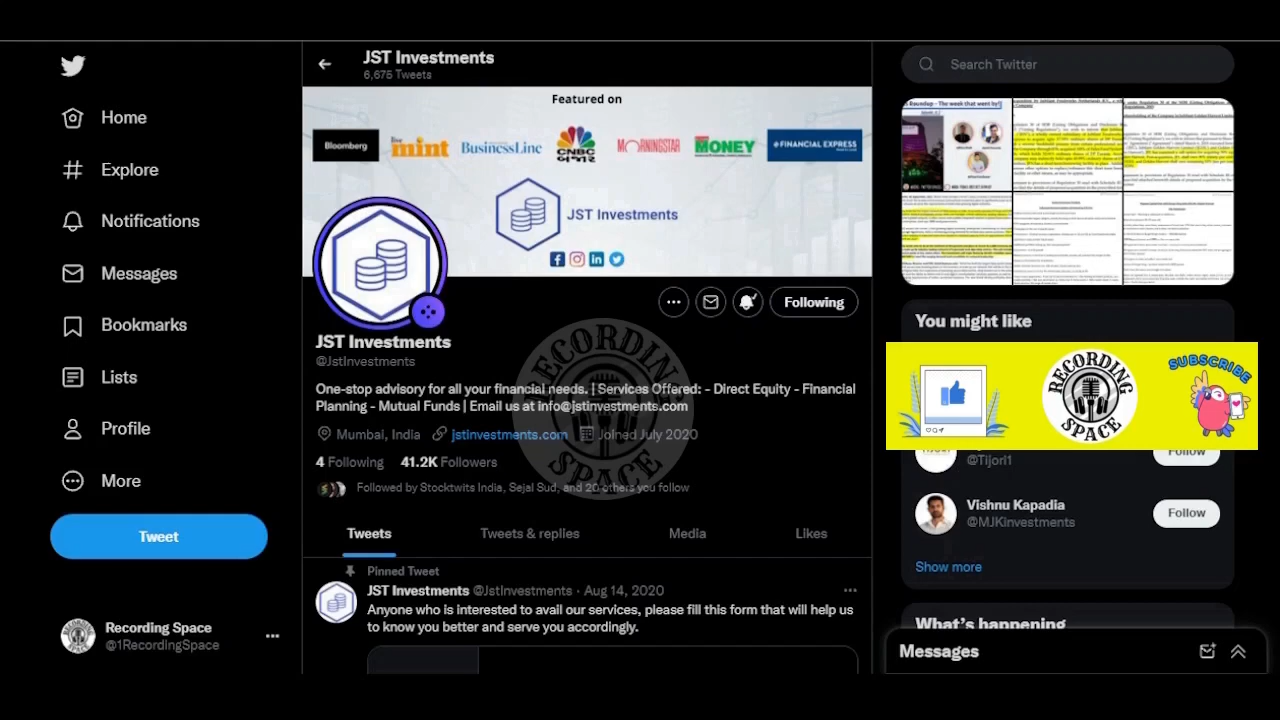 Home
Explore
Notifications
Messages
Bookmarks
Lists
Profile
More
Tweet
Recording Space
@1RecordingSpace
JST Investments
6,675 Tweets
Featured on
Bloomberg
mint
BusinessLine
CNBC
બજાર
MORNINGSTAR
MONEY
FINANCIAL EXPRESS
JST Investments
Following
JST Investments
@JstInvestments
One-stop advisory for all your financial needs. | Services Offered: - Direct Equity - Financial
Planning - Mutual Funds | Email us at info@jstinvestments.com
Mumbai, India jstinvestments.com Joined July 2020
4 Following 41.2K Followers
Followed by Stocktwits India, Sejal Sud, and 20 others you follow
RECORDING
SPACE
Tweets Tweets & replies Media Likes
Pinned Tweet
JST Investments @JstInvestments · Aug 14, 2020
Anyone who is interested to avail our services, please fill this form that will help us
to know you better and serve you accordingly.
Search Twitter
Roundup - The week that went by!
You might like
RECORDING
SPACE
SUBSCRIBE
@Tijori1
Follow
Vishnu Kapadia
@MJKinvestments
Follow
Show more
What's happening
Messages